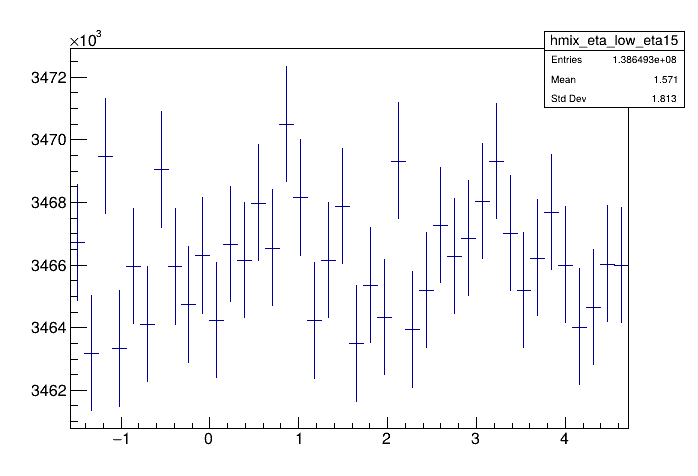 ×10³
hmix_eta_low_eta15
Entries 1.386493e+08
Mean 1.571
Std Dev 1.813
3472
3470
3468
3466
3464
3462
−1 0 1 2 3 4